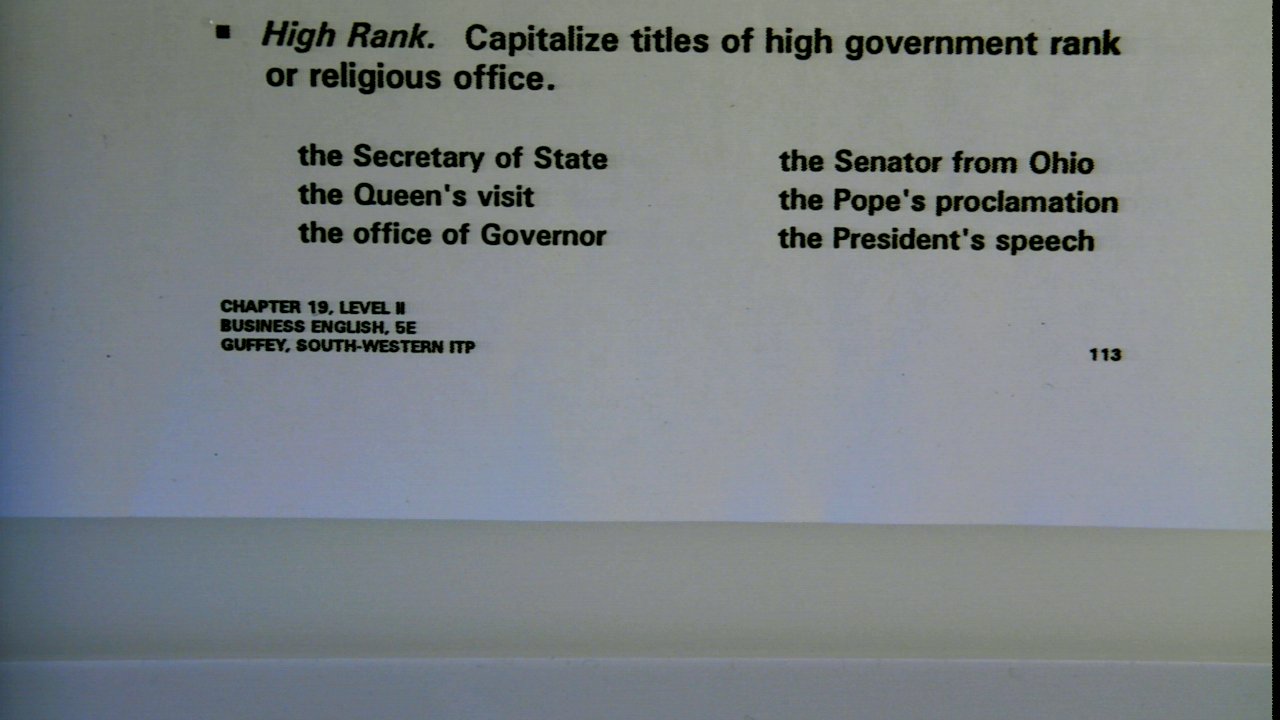 ▪ High Rank. Capitalize titles of high government rank
or religious office.
the Secretary of State
the Queen's visit
the office of Governor
the Senator from Ohio
the Pope's proclamation
the President's speech
CHAPTER 19, LEVEL II
BUSINESS ENGLISH, 5E
GUFFEY, SOUTH-WESTERN ITP
113